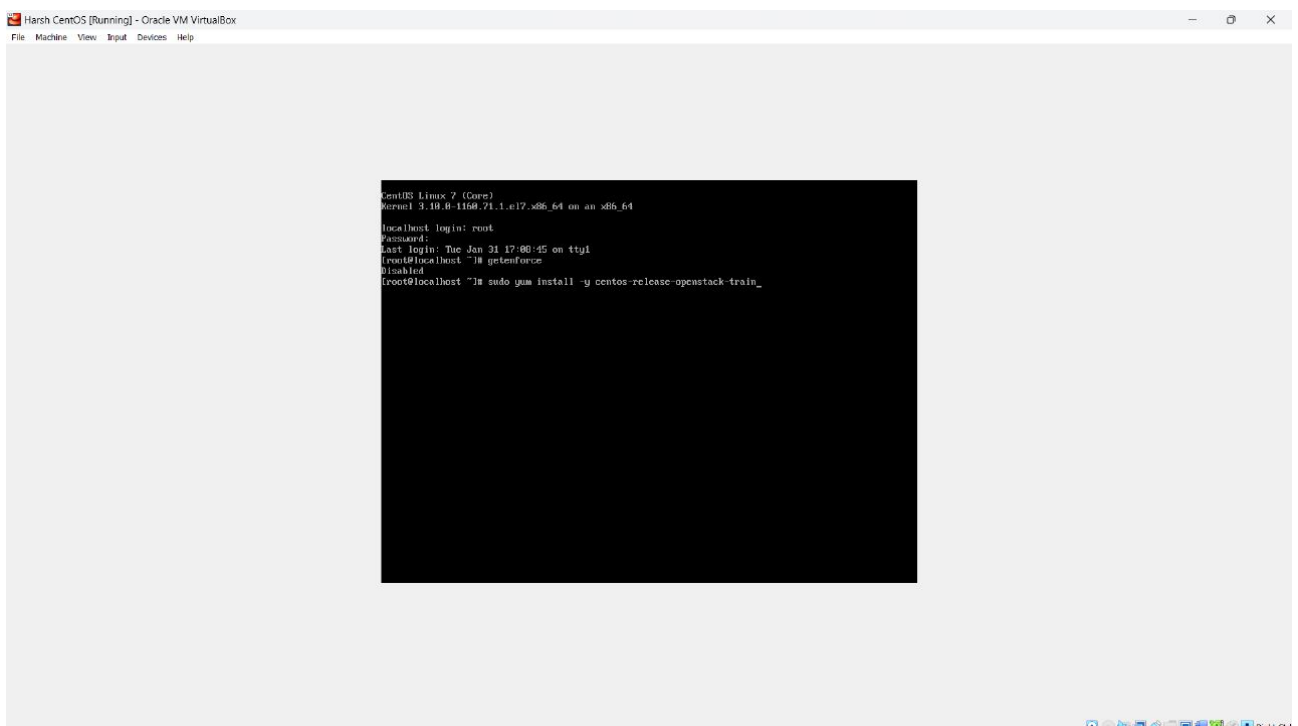 Harsh CentOS [Running] - Oracle VM VirtualBox
File Machine View Input Devices Help
CentOS Linux 7 (Core)
Kernel 3.10.0-1160.71.1.el7.x86_64 on an x86_64
localhost login: root
Password:
Last login: Tue Jan 31 17:08:45 on tty1
[root@localhost ~]# getenforce
Disabled
[root@localhost ~]# sudo yum install -y centos-release-openstack-train_